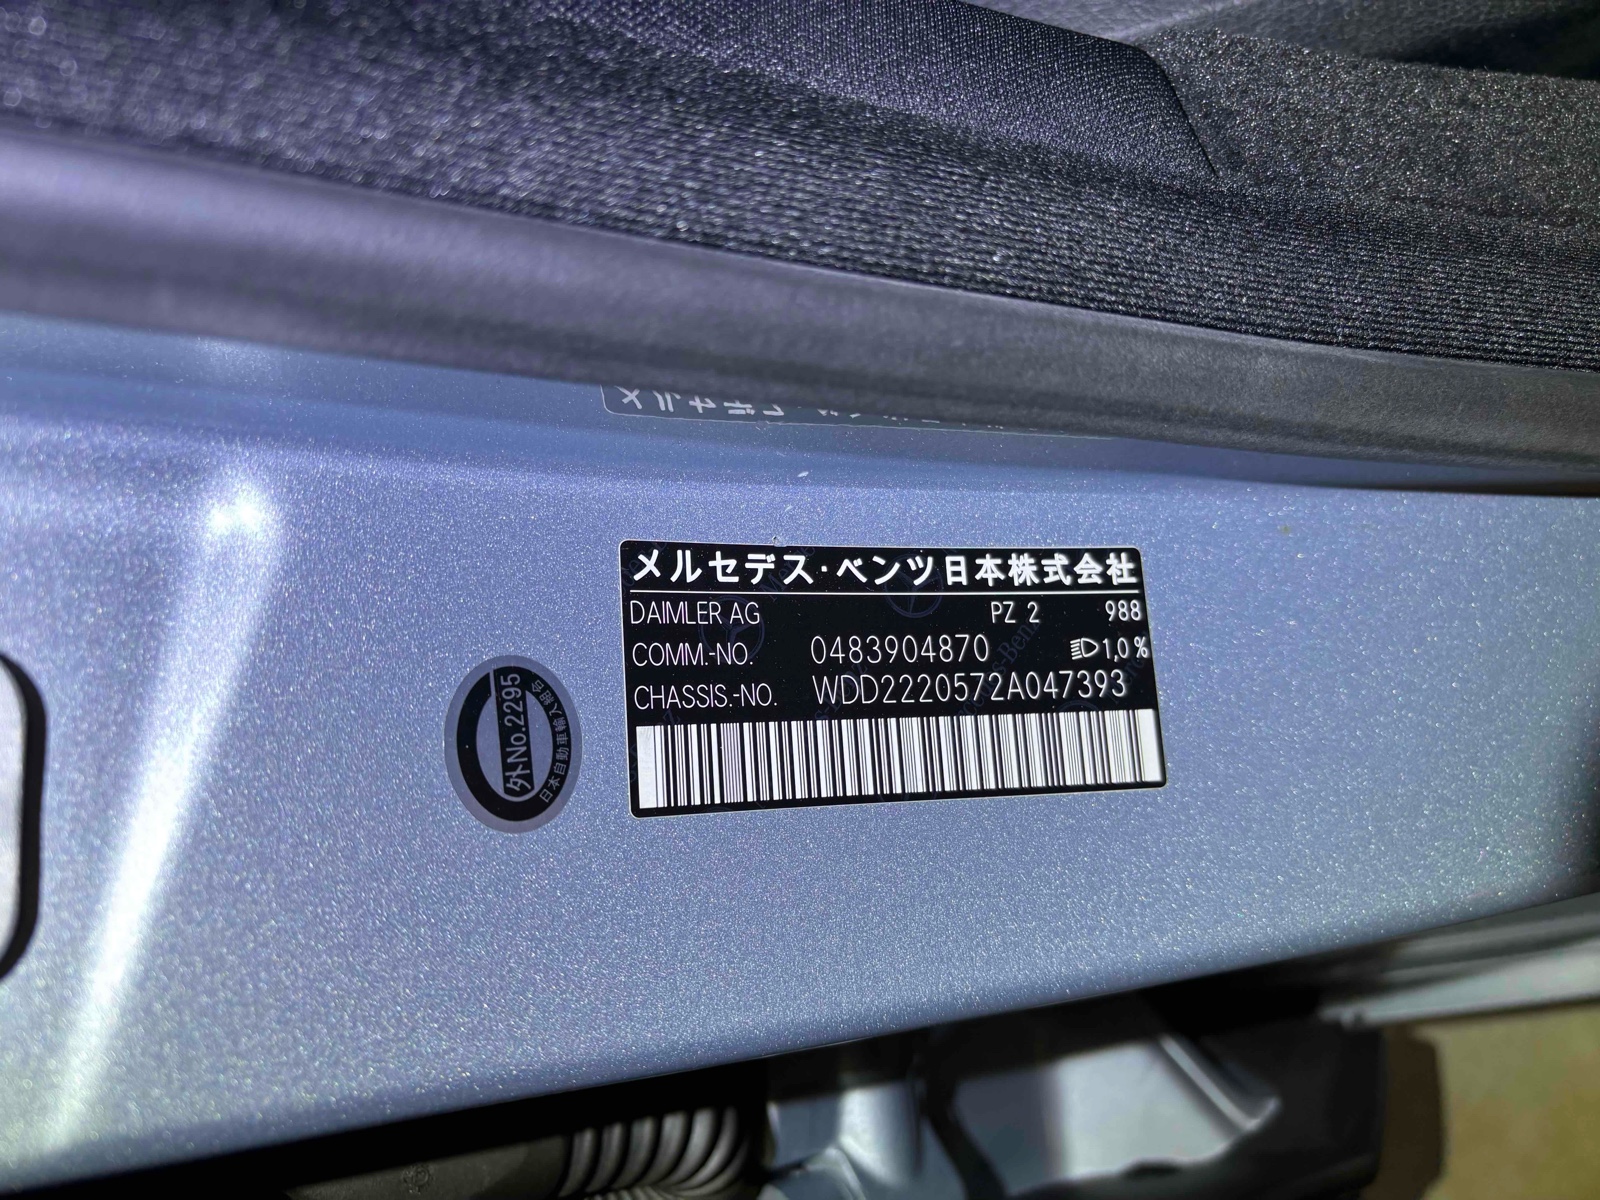 メルセデス・ベンツ日本株式会社
DAIMLER AG PZ 2 988
COMM.-NO. 0483904870 1,0 %
CHASSIS.-NO. WDD2220572A047393
外No.2295
日本自動車輸入組合